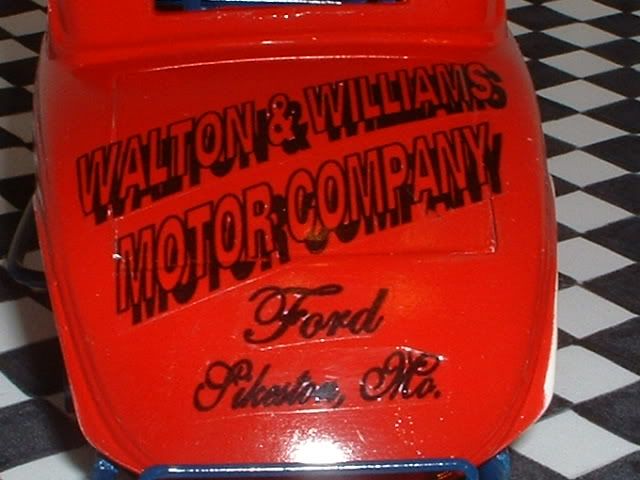 WALTON & WILLIAMS
MOTOR COMPANY
Ford
Sikeston, Mo.